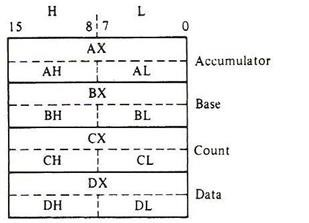 H L
15 8 7 0
AX
AH AL
Accumulator
BX
BH BL
Base
CX
CH CL
Count
DX
DH DL
Data